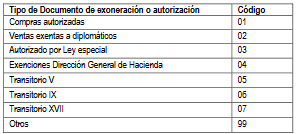 Tipo de Documento de exoneración o autorización Código
Compras autorizadas 01
Ventas exentas a diplomáticos 02
Autorizado por Ley especial 03
Exenciones Dirección General de Hacienda 04
Transitorio V 05
Transitorio IX 06
Transitorio XVII 07
Otros 99